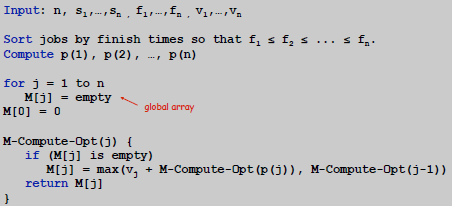 Input: n, s₁,…,sₙ , f₁,…,fₙ , v₁,…,vₙ
Sort jobs by finish times so that f₁ ≤ f₂ ≤ ... ≤ fₙ.
Compute p(1), p(2), …, p(n)
for j = 1 to n
M[j] = empty
global array
M[0] = 0
M-Compute-Opt(j) {
if (M[j] is empty)
M[j] = max(vⱼ + M-Compute-Opt(p(j)), M-Compute-Opt(j-1))
return M[j]
}